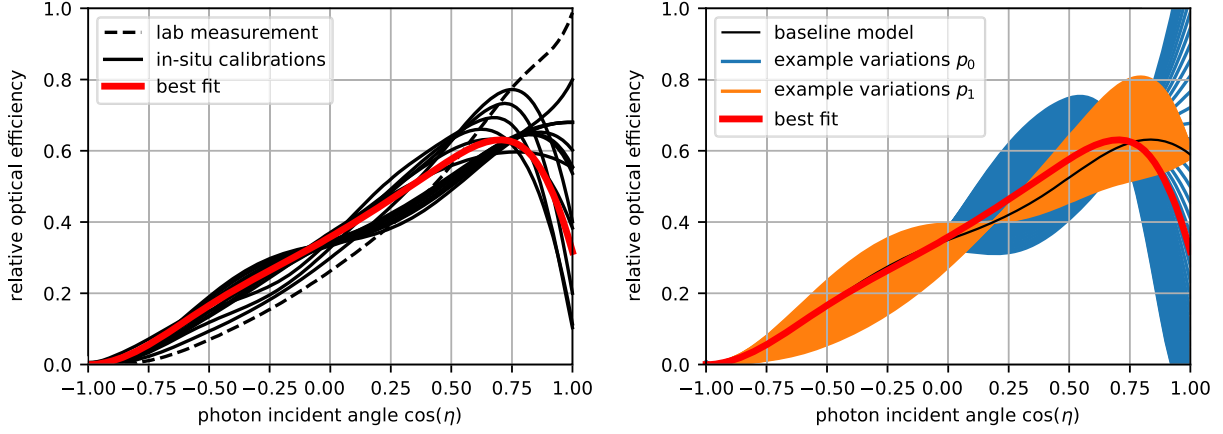 1.0
0.8
0.6
0.4
0.2
0.0
relative optical efficiency
lab measurement
in-situ calibrations
best fit
−1.00 −0.75 −0.50 −0.25 0.00 0.25 0.50 0.75 1.00
photon incident angle cos(η)
1.0
0.8
0.6
0.4
0.2
0.0
relative optical efficiency
baseline model
example variations p₀
example variations p₁
best fit
−1.00 −0.75 −0.50 −0.25 0.00 0.25 0.50 0.75 1.00
photon incident angle cos(η)